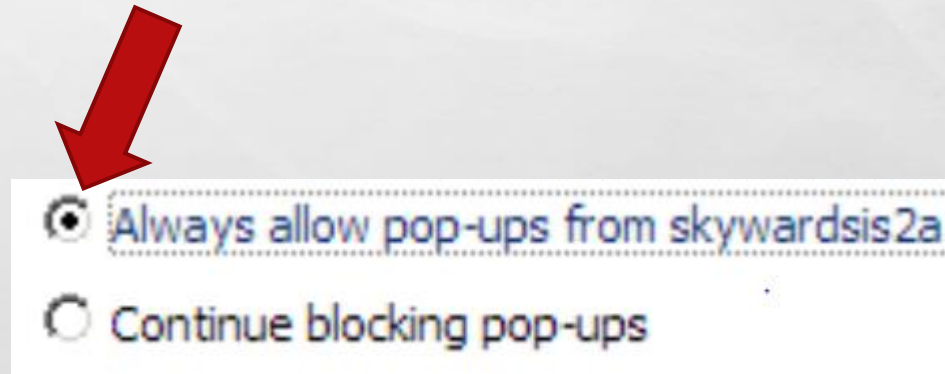 Always allow pop-ups from skywardsis2a
Continue blocking pop-ups